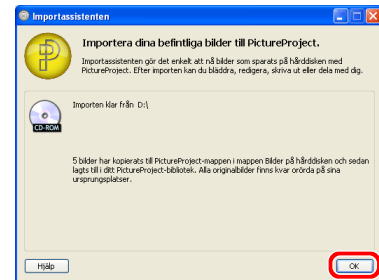 Importassistenten
Importera dina befintliga bilder till PictureProject.
Importassistenten gör det enkelt att nå bilder som sparats på hårddisken med
PictureProject. Efter importen kan du bläddra, redigera, skriva ut eller dela med dig.
Importen klar från D:\
CD-ROM
5 bilder har kopierats till PictureProject-mappen i mappen Bilder på hårddisken och sedan
lagts till i ditt PictureProject-bibliotek. Alla originalbilder finns kvar orörda på sina
ursprungsplatser.
Hjälp
OK